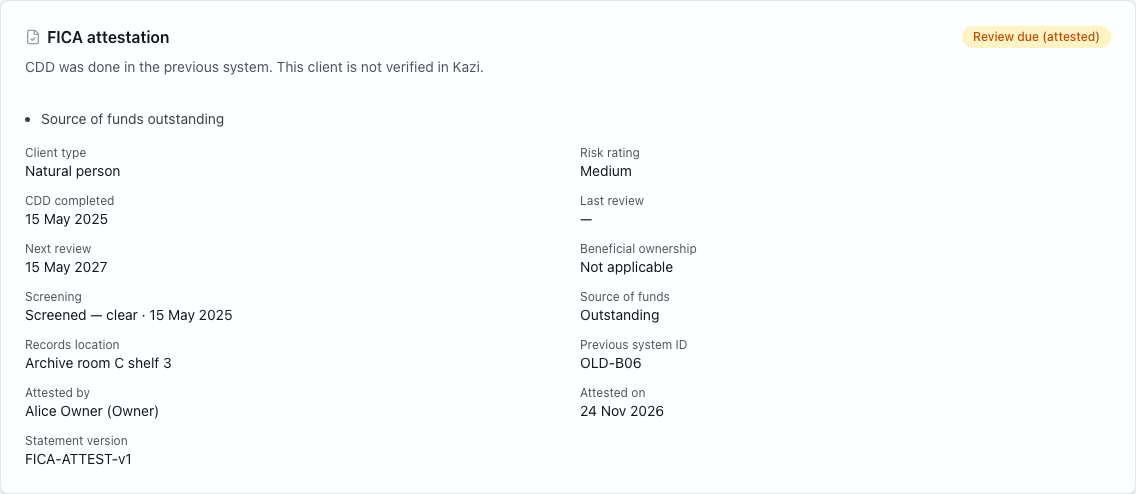 FICA attestation
Review due (attested)
CDD was done in the previous system. This client is not verified in Kazi.
• Source of funds outstanding
Client type
Natural person
Risk rating
Medium
CDD completed
15 May 2025
Last review
—
Next review
15 May 2027
Beneficial ownership
Not applicable
Screening
Screened — clear · 15 May 2025
Source of funds
Outstanding
Records location
Archive room C shelf 3
Previous system ID
OLD-B06
Attested by
Alice Owner (Owner)
Attested on
24 Nov 2026
Statement version
FICA-ATTEST-v1